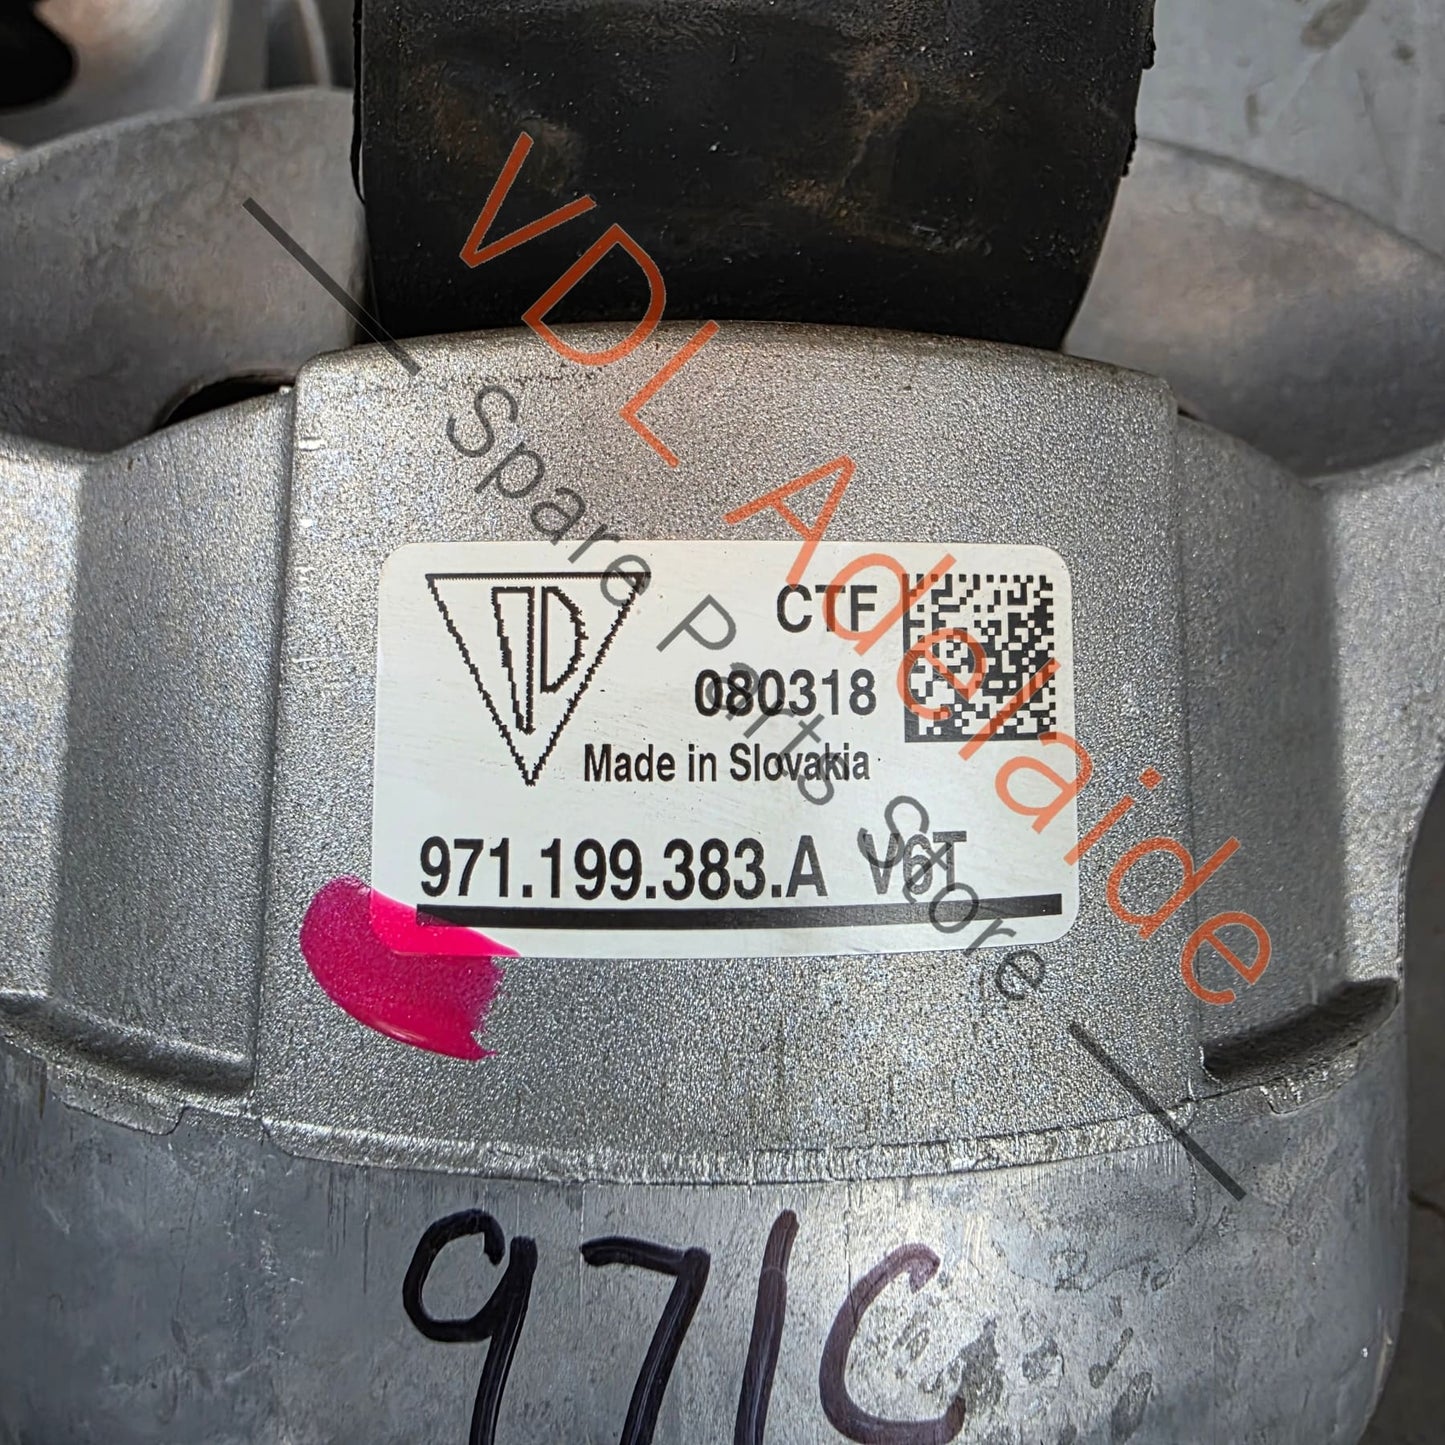 VDL Adelaide
Spare Parts Store
CTF
080318
Made in Slovakia
971.199.383.A V6T
971C